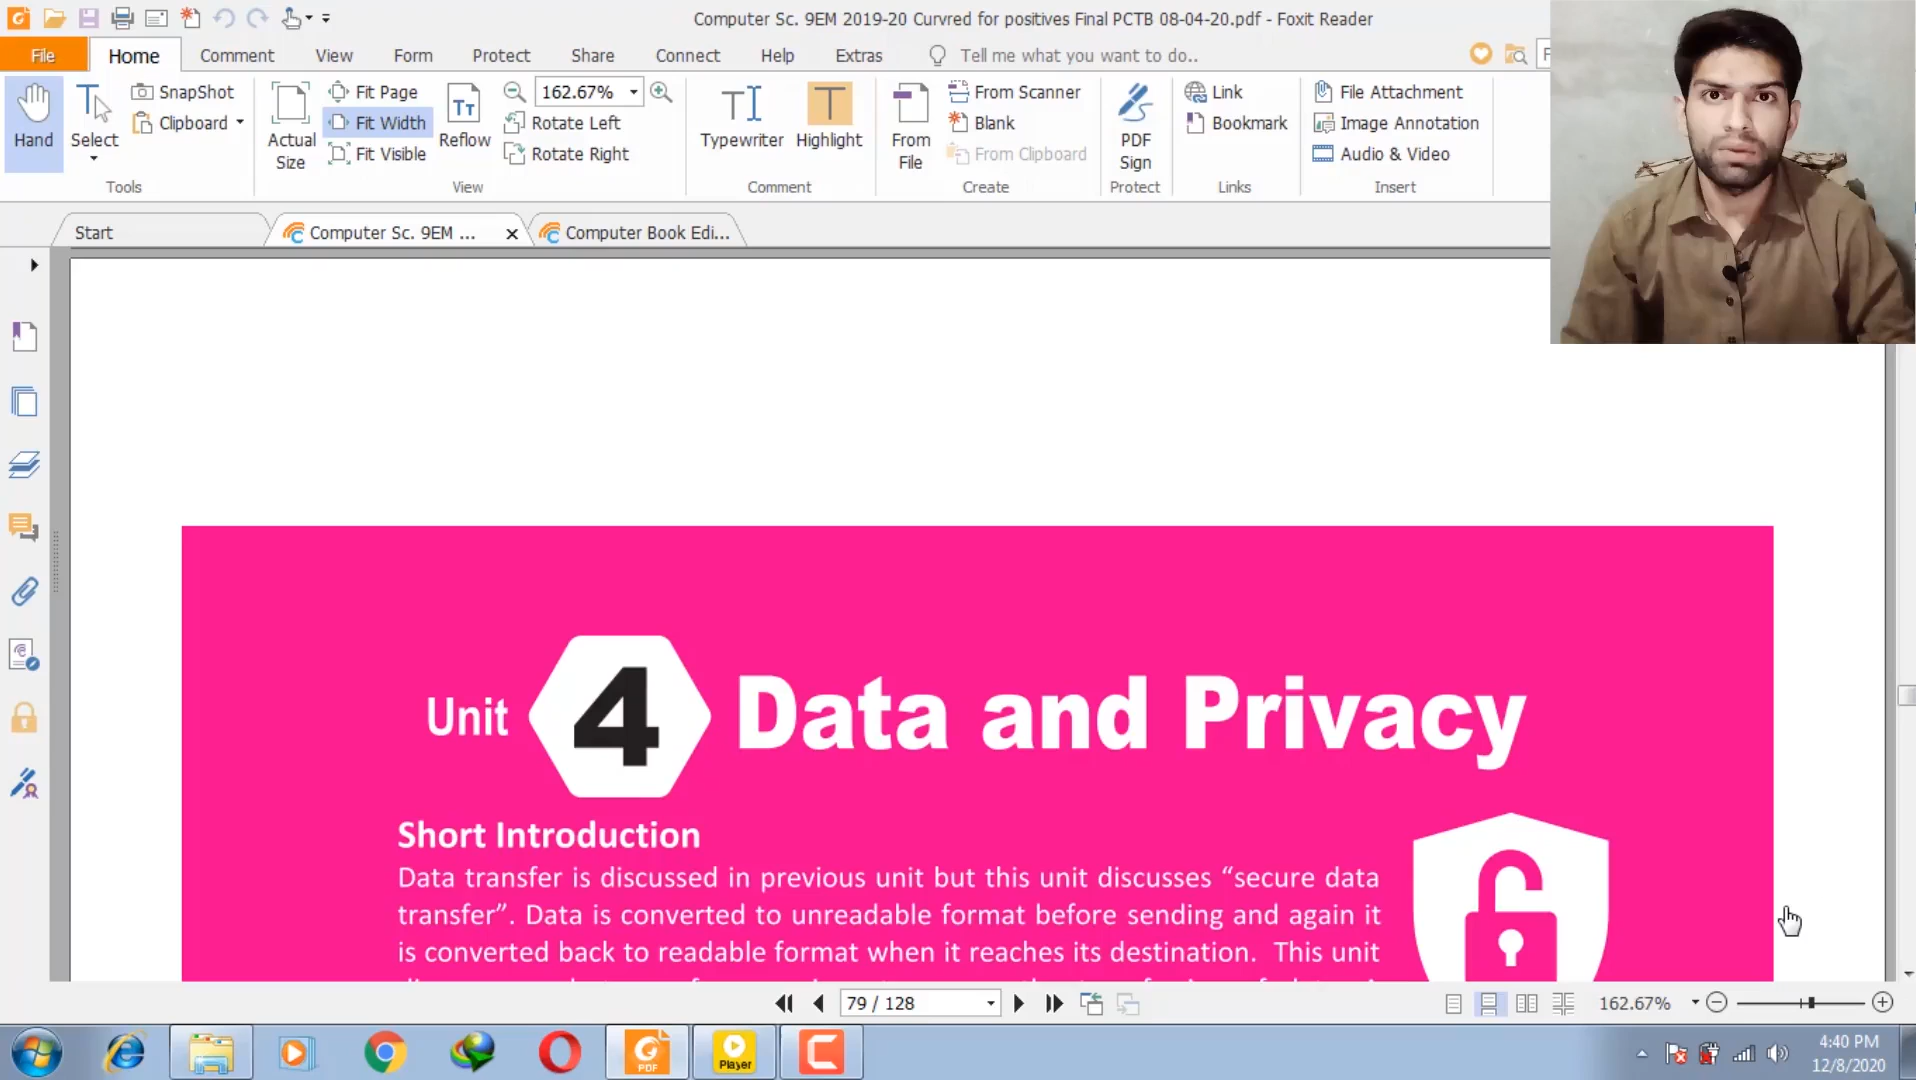 Computer Sc. 9EM 2019-20 Curvred for positives Final PCTB 08-04-20.pdf - Foxit Reader
File Home Comment View Form Protect Share Connect Help Extras Tell me what you want to do..
Hand
Select
SnapShot
Clipboard
Tools
Actual Size
Fit Page
Fit Width
Fit Visible
Reflow
162.67%
Rotate Left
Rotate Right
View
Typewriter
Highlight
Comment
From File
From Scanner
Blank
From Clipboard
Create
PDF Sign
Protect
Link
Bookmark
Links
File Attachment
Image Annotation
Audio & Video
Insert
Start
Computer Sc. 9EM ...
Computer Book Edi...
Unit 4 Data and Privacy
Short Introduction
Data transfer is discussed in previous unit but this unit discusses “secure data
transfer”. Data is converted to unreadable format before sending and again it
is converted back to readable format when it reaches its destination. This unit
79 / 128
162.67%
PDF
Player
4:40 PM
12/8/2020